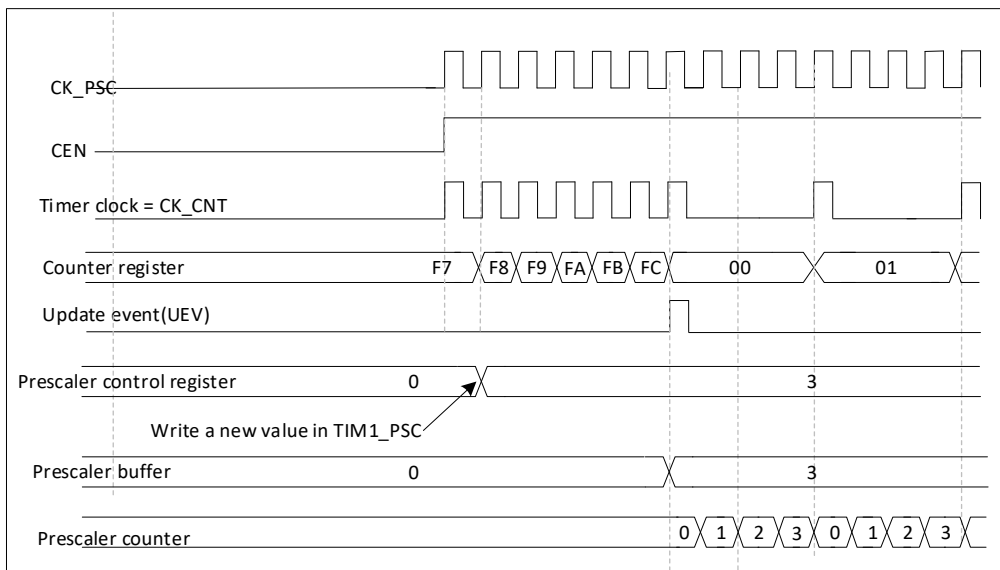 CK_PSC
CEN
Timer clock = CK_CNT
Counter register F7 F8 F9 FA FB FC 00 01
Update event(UEV)
Prescaler control register 0 3
Write a new value in TIM1_PSC
Prescaler buffer 0 3
Prescaler counter 0 1 2 3 0 1 2 3